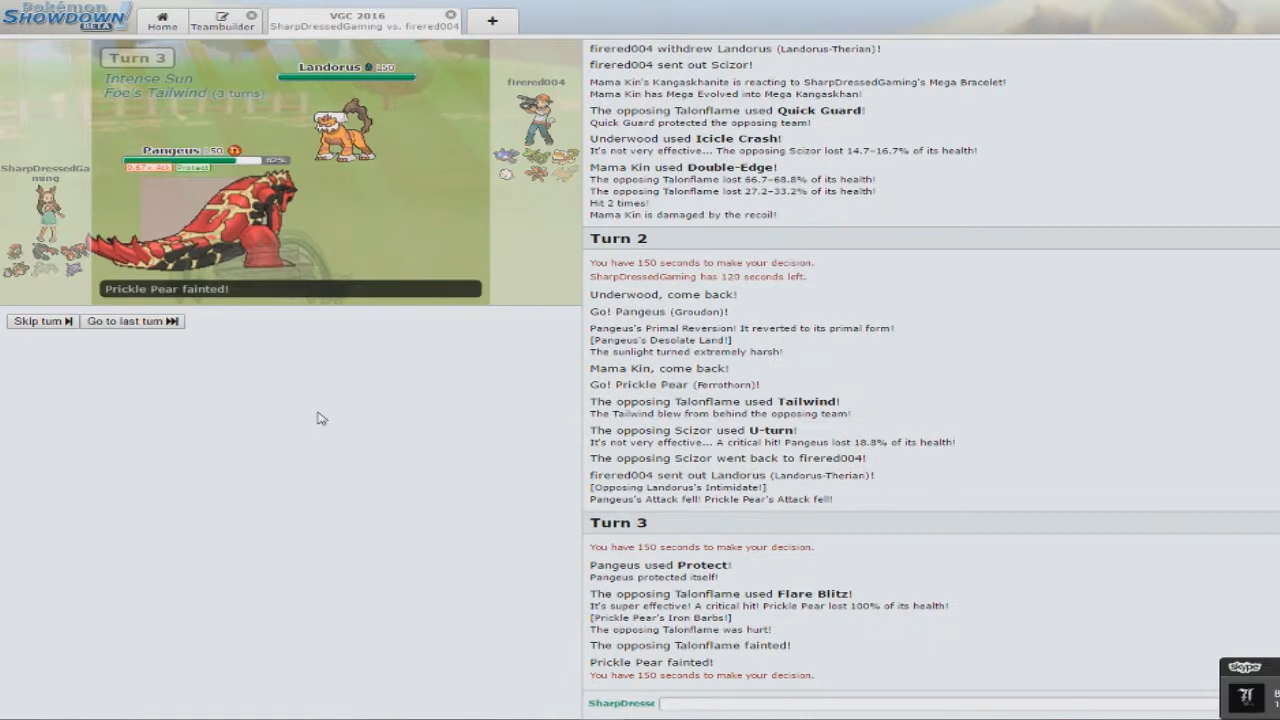 Pokémon
SHOWDOWN
BETA
Home
Teambuilder
VGC 2016
SharpDressedGaming vs. firered004
+
Turn 3
Intense Sun
Foe's Tailwind (3 turns)
Landorus L50
firered004
Pangeus L50
82%
0.67× Atk Protect
SharpDressedGa
ming
Prickle Pear fainted!
Skip turn
Go to last turn
firered004 withdrew Landorus (Landorus-Therian)!
firered004 sent out Scizor!
Mama Kin's Kangaskhanite is reacting to SharpDressedGaming's Mega Bracelet!
Mama Kin has Mega Evolved into Mega Kangaskhan!
The opposing Talonflame used Quick Guard!
Quick Guard protected the opposing team!
Underwood used Icicle Crash!
It's not very effective... The opposing Scizor lost 14.7–16.7% of its health!
Mama Kin used Double-Edge!
The opposing Talonflame lost 66.7–68.8% of its health!
The opposing Talonflame lost 27.2–33.2% of its health!
Hit 2 times!
Mama Kin is damaged by the recoil!
Turn 2
You have 150 seconds to make your decision.
SharpDressedGaming has 120 seconds left.
Underwood, come back!
Go! Pangeus (Groudon)!
Pangeus's Primal Reversion! It reverted to its primal form!
[Pangeus's Desolate Land!]
The sunlight turned extremely harsh!
Mama Kin, come back!
Go! Prickle Pear (Ferrothorn)!
The opposing Talonflame used Tailwind!
The Tailwind blew from behind the opposing team!
The opposing Scizor used U-turn!
It's not very effective... A critical hit! Pangeus lost 18.8% of its health!
The opposing Scizor went back to firered004!
firered004 sent out Landorus (Landorus-Therian)!
[Opposing Landorus's Intimidate!]
Pangeus's Attack fell! Prickle Pear's Attack fell!
Turn 3
You have 150 seconds to make your decision.
Pangeus used Protect!
Pangeus protected itself!
The opposing Talonflame used Flare Blitz!
It's super effective! A critical hit! Prickle Pear lost 100% of its health!
[Prickle Pear's Iron Barbs!]
The opposing Talonflame was hurt!
The opposing Talonflame fainted!
Prickle Pear fainted!
You have 150 seconds to make your decision.
SharpDresse
skype